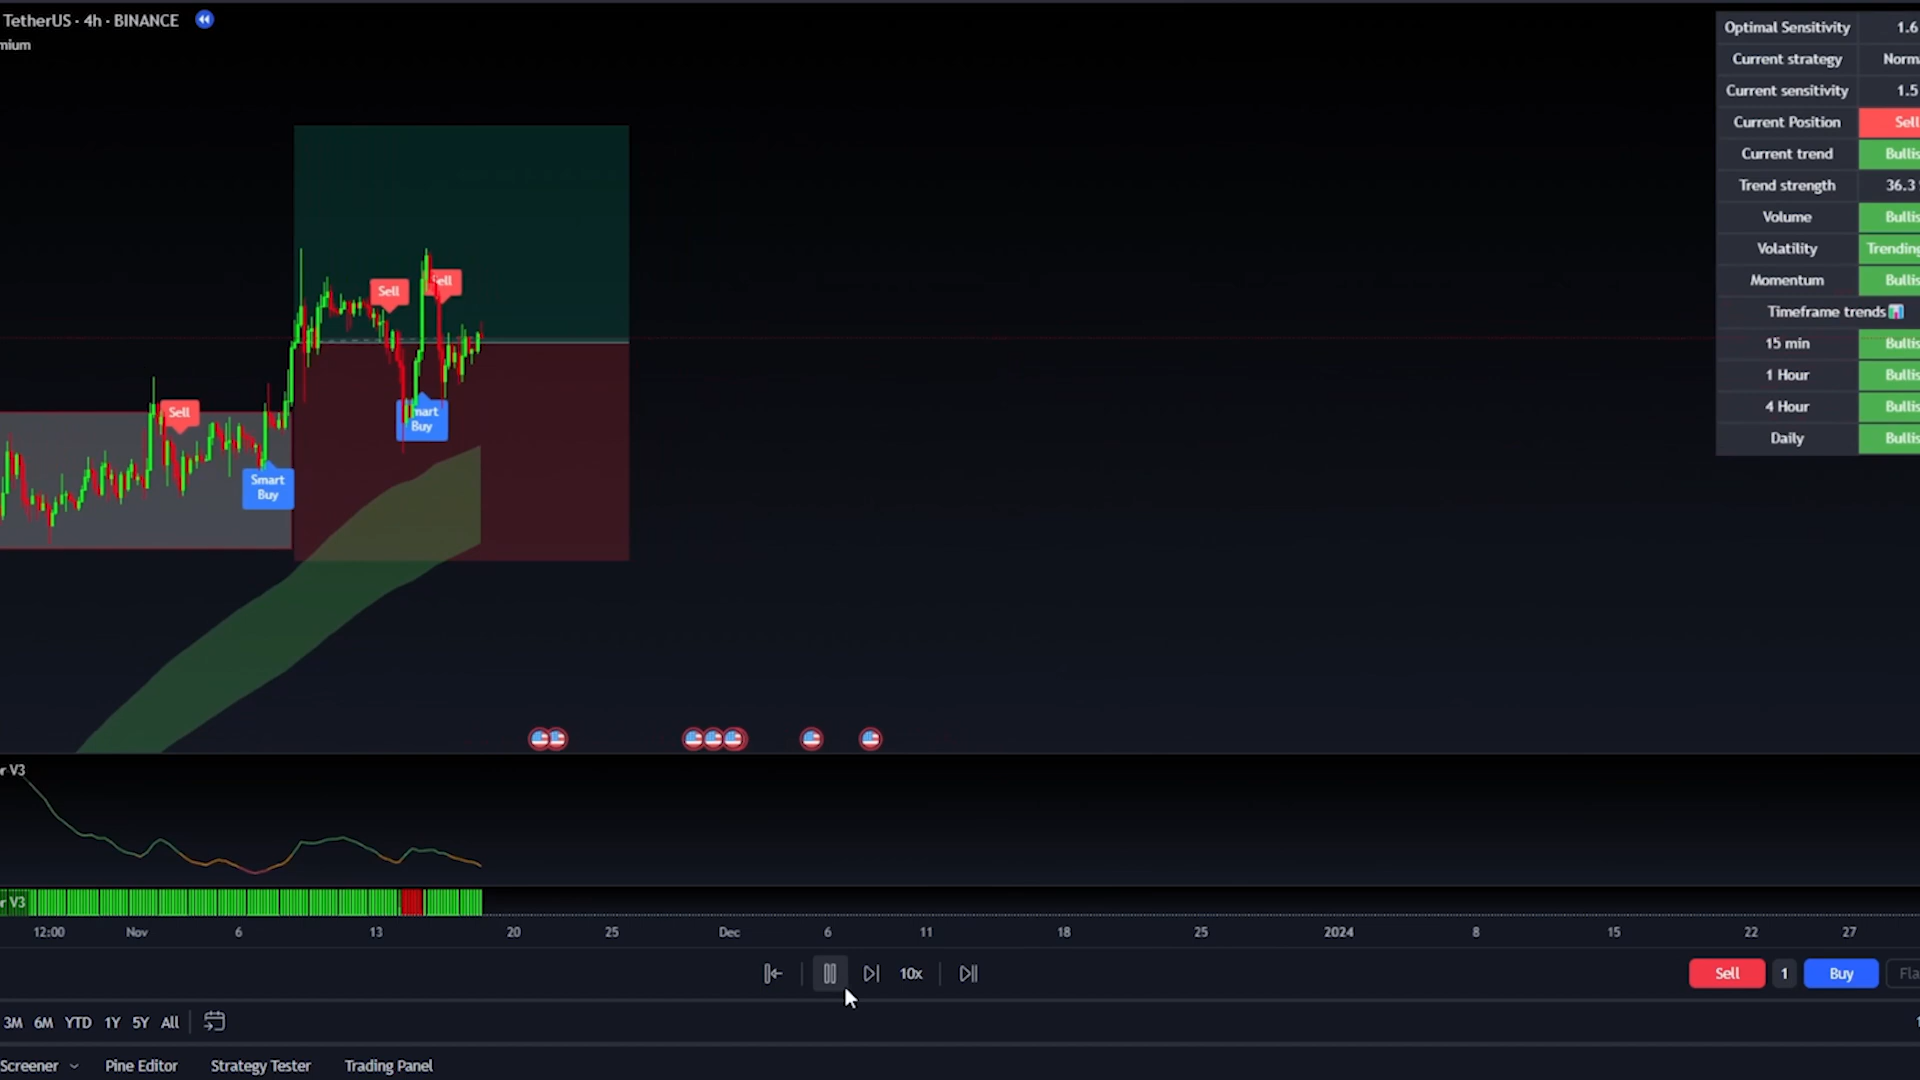 TetherUS · 4h · BINANCE
mium
Optimal Sensitivity 1.6
Current strategy Norma
Current sensitivity 1.5
Current Position Sell
Current trend Bullis
Trend strength 36.3
Volume Bullis
Volatility Trending
Momentum Bullis
Timeframe trends
15 min Bullis
1 Hour Bullis
4 Hour Bullis
Daily Bullis
Sell
ell
Sell
mart
Buy
Smart
Buy
r V3
r V3
12:00 Nov 6 13 20 25 Dec 6 11 18 25 2024 8 15 22 27
10x
Sell 1 Buy Fla
3M 6M YTD 1Y 5Y All
Screener Pine Editor Strategy Tester Trading Panel